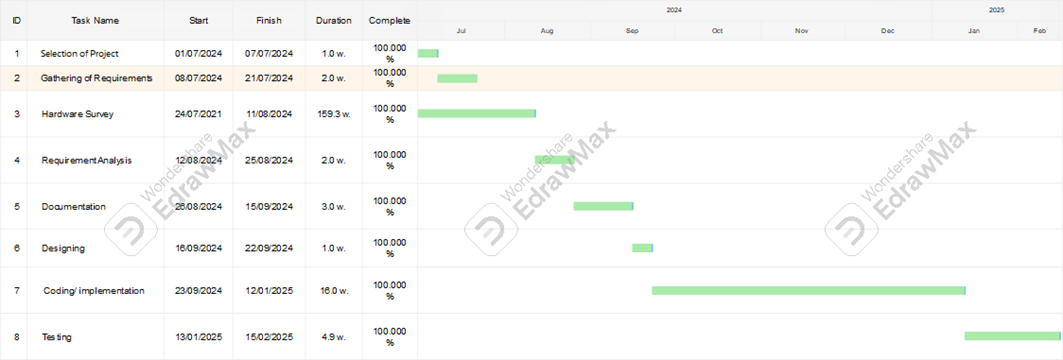 ID Task Name Start Finish Duration Complete 2024 2025
Jul Aug Sep Oct Nov Dec Jan Feb
1 Selection of Project 01/07/2024 07/07/2024 1.0 w. 100.000 %
2 Gathering of Requirements 08/07/2024 21/07/2024 2.0 w. 100.000 %
3 Hardware Survey 24/07/2021 11/08/2024 159.3 w. 100.000 %
4 RequirementAnalysis 12/08/2024 25/08/2024 2.0 w. 100.000 %
5 Documentation 26/08/2024 15/09/2024 3.0 w. 100.000 %
6 Designing 16/09/2024 22/09/2024 1.0 w. 100.000 %
7 Coding/ implementation 23/09/2024 12/01/2025 16.0 w. 100.000 %
8 Testing 13/01/2025 15/02/2025 4.9 w. 100.000 %
Wondershare
EdrawMax
Wondershare
EdrawMax
Wondershare
EdrawMax